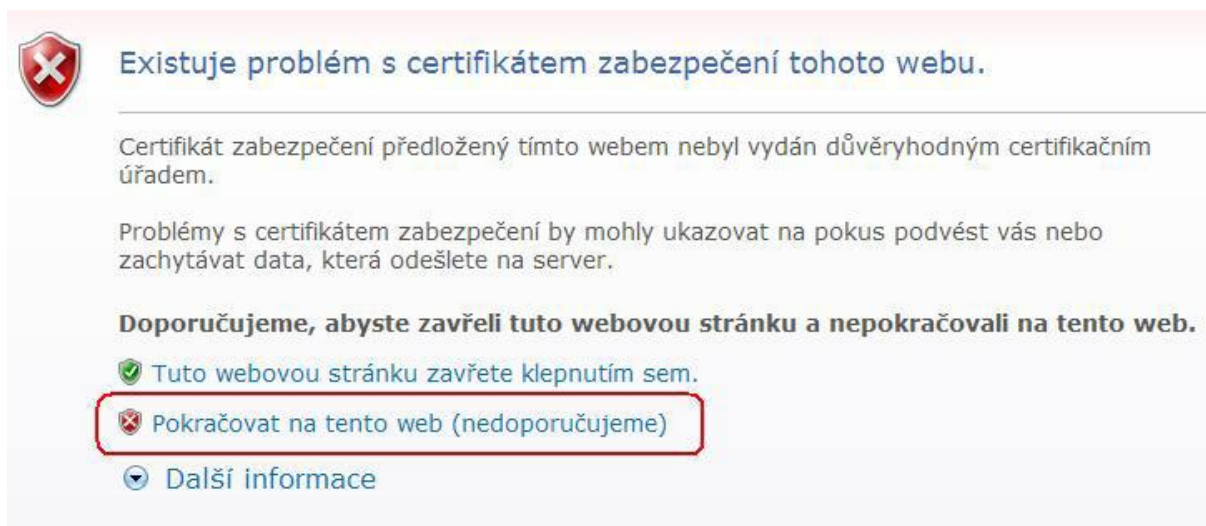 Existuje problém s certifikátem zabezpečení tohoto webu.
Certifikát zabezpečení předložený tímto webem nebyl vydán důvěryhodným certifikačním
úřadem.
Problémy s certifikátem zabezpečení by mohly ukazovat na pokus podvést vás nebo
zachytávat data, která odešlete na server.
Doporučujeme, abyste zavřeli tuto webovou stránku a nepokračovali na tento web.
Tuto webovou stránku zavřete klepnutím sem.
Pokračovat na tento web (nedoporučujeme)
Další informace